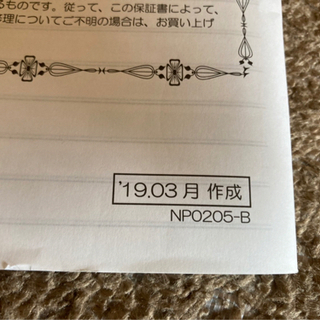 るものです。従って、この保証書によって、
修理についてご不明の場合は、お買い上げ
'19.03 月 作成
NP0205-B